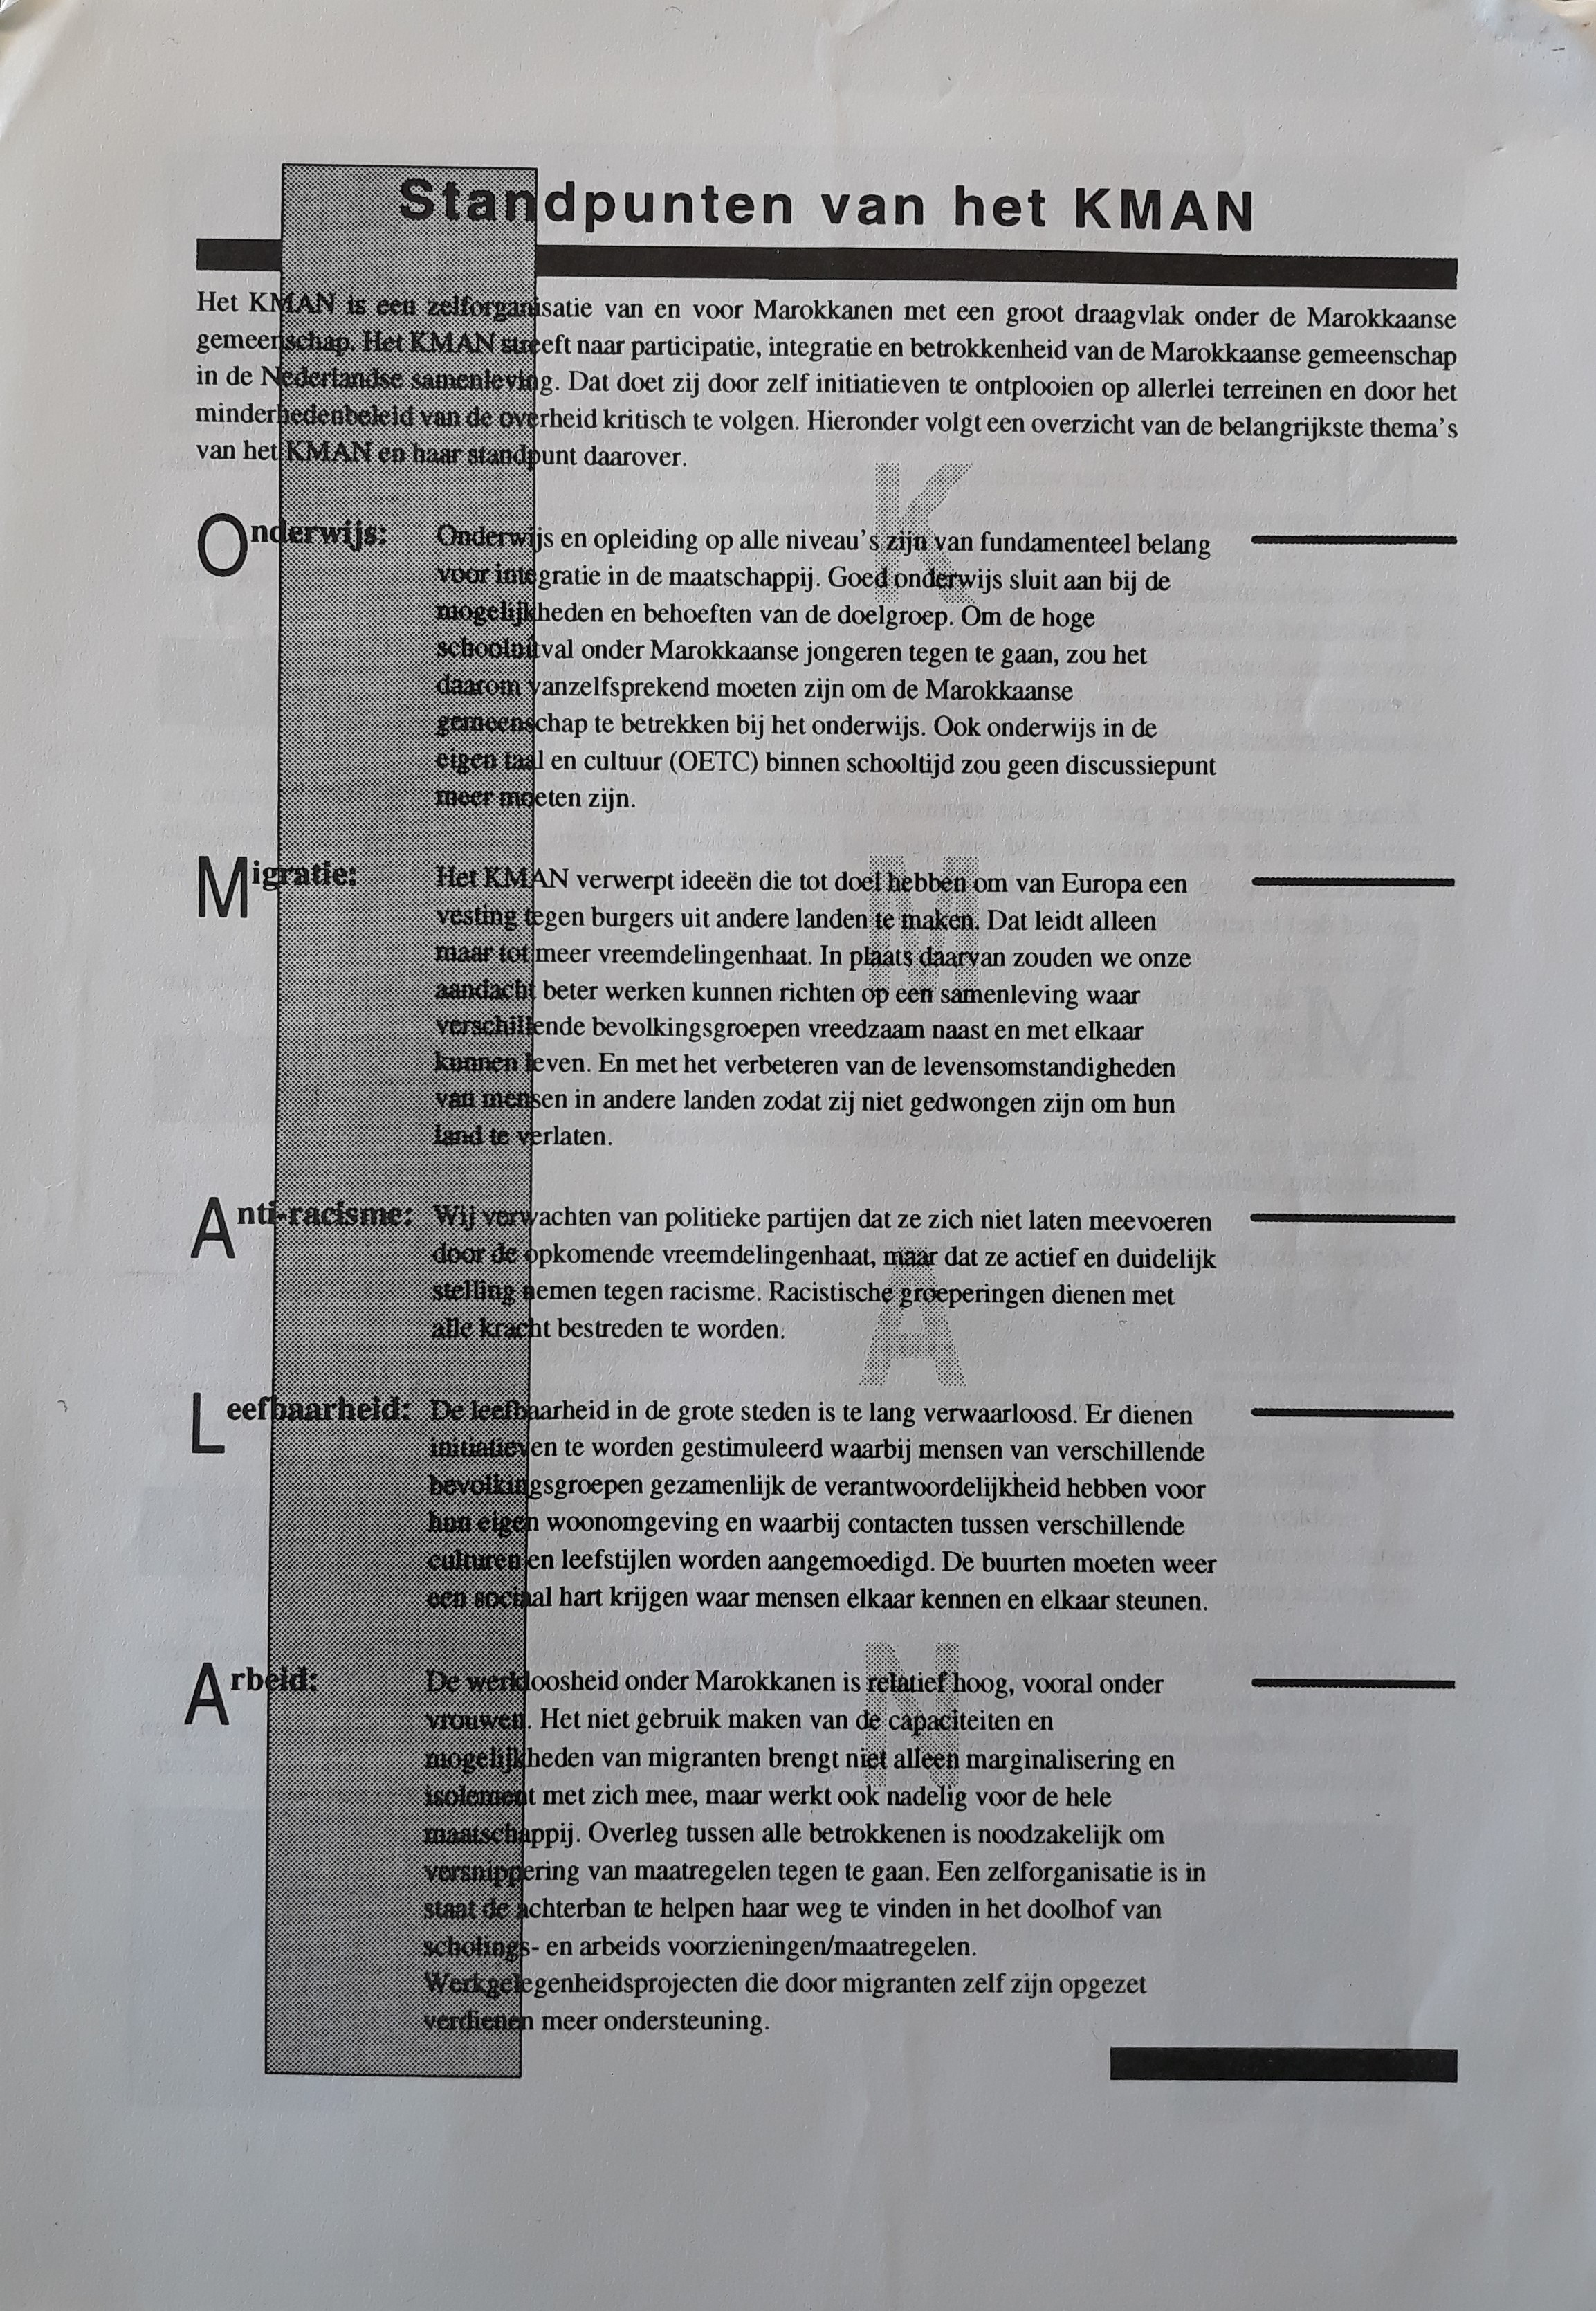 Standpunten van het KMAN
Het KMAN is een zelforganisatie van en voor Marokkanen met een groot draagvlak onder de Marokkaanse
gemeenschap. Het KMAN streeft naar participatie, integratie en betrokkenheid van de Marokkaanse gemeenschap
in de Nederlandse samenleving. Dat doet zij door zelf initiatieven te ontplooien op allerlei terreinen en door het
minderhedenbeleid van de overheid kritisch te volgen. Hieronder volgt een overzicht van de belangrijkste thema's
van het KMAN en haar standpunt daarover.
K
Onderwijs: Onderwijs en opleiding op alle niveau's zijn van fundamenteel belang
voor integratie in de maatschappij. Goed onderwijs sluit aan bij de
mogelijkheden en behoeften van de doelgroep. Om de hoge
schooluitval onder Marokkaanse jongeren tegen te gaan, zou het
daarom vanzelfsprekend moeten zijn om de Marokkaanse
gemeenschap te betrekken bij het onderwijs. Ook onderwijs in de
eigen taal en cultuur (OETC) binnen schooltijd zou geen discussiepunt
meer moeten zijn.
M
Migratie: Het KMAN verwerpt ideeën die tot doel hebben om van Europa een
vesting tegen burgers uit andere landen te maken. Dat leidt alleen
maar tot meer vreemdelingenhaat. In plaats daarvan zouden we onze
aandacht beter werken kunnen richten op een samenleving waar
verschillende bevolkingsgroepen vreedzaam naast en met elkaar
kunnen leven. En met het verbeteren van de levensomstandigheden
van mensen in andere landen zodat zij niet gedwongen zijn om hun
land te verlaten.
Anti-racisme: Wij verwachten van politieke partijen dat ze zich niet laten meevoeren
door de opkomende vreemdelingenhaat, maar dat ze actief en duidelijk
stelling nemen tegen racisme. Racistische groeperingen dienen met
alle kracht bestreden te worden.
A
Leefbaarheid: De leefbaarheid in de grote steden is te lang verwaarloosd. Er dienen
initiatieven te worden gestimuleerd waarbij mensen van verschillende
bevolkingsgroepen gezamenlijk de verantwoordelijkheid hebben voor
hun eigen woonomgeving en waarbij contacten tussen verschillende
culturen en leefstijlen worden aangemoedigd. De buurten moeten weer
een sociaal hart krijgen waar mensen elkaar kennen en elkaar steunen.
N
Arbeid: De werkloosheid onder Marokkanen is relatief hoog, vooral onder
vrouwen. Het niet gebruik maken van de capaciteiten en
mogelijkheden van migranten brengt niet alleen marginalisering en
isolement met zich mee, maar werkt ook nadelig voor de hele
maatschappij. Overleg tussen alle betrokkenen is noodzakelijk om
versnippering van maatregelen tegen te gaan. Een zelforganisatie is in
staat de achterban te helpen haar weg te vinden in het doolhof van
scholings- en arbeids voorzieningen/maatregelen.
Werkgelegenheidsprojecten die door migranten zelf zijn opgezet
verdienen meer ondersteuning.